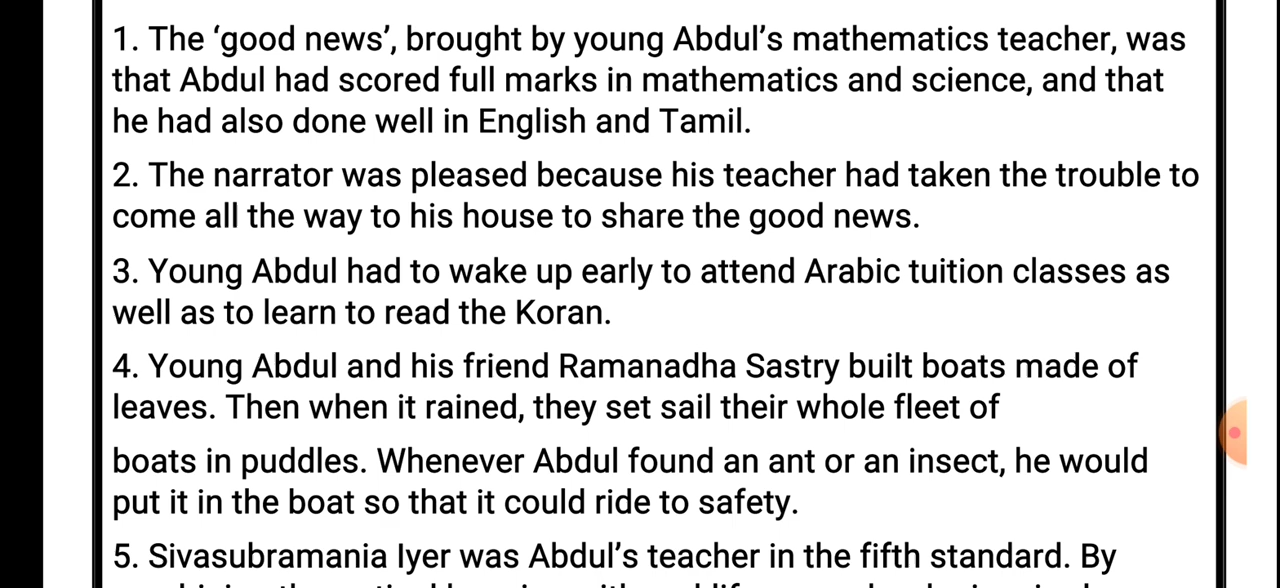 1. The ‘good news’, brought by young Abdul’s mathematics teacher, was
that Abdul had scored full marks in mathematics and science, and that
he had also done well in English and Tamil.
2. The narrator was pleased because his teacher had taken the trouble to
come all the way to his house to share the good news.
3. Young Abdul had to wake up early to attend Arabic tuition classes as
well as to learn to read the Koran.
4. Young Abdul and his friend Ramanadha Sastry built boats made of
leaves. Then when it rained, they set sail their whole fleet of
boats in puddles. Whenever Abdul found an ant or an insect, he would
put it in the boat so that it could ride to safety.
5. Sivasubramania Iyer was Abdul’s teacher in the fifth standard. By